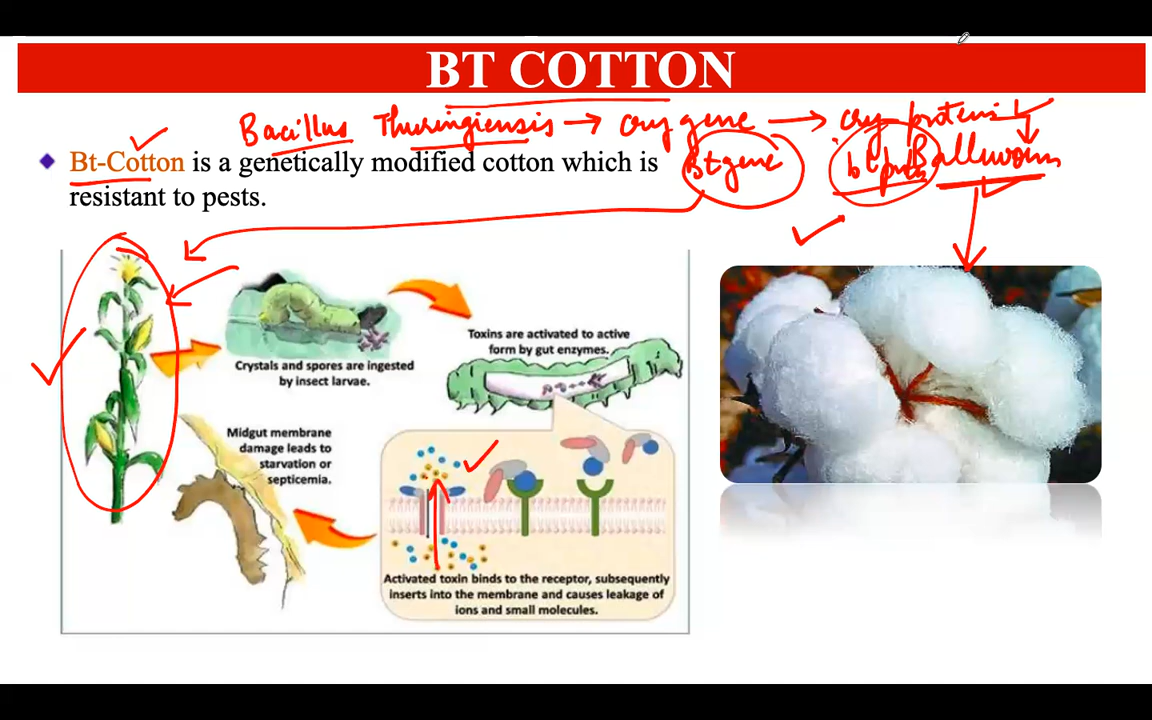 BT COTTON
Bacillus Thuringiensis → cry gene → cry protein
Bt-Cotton is a genetically modified cotton which is
resistant to pests.
Bt gene
bt
Ballworms
Crystals and spores are ingested
by insect larvae.
Toxins are activated to active
form by gut enzymes.
Midgut membrane
damage leads to
starvation or
septicemia.
Activated toxin binds to the receptor, subsequently
inserts into the membrane and causes leakage of
ions and small molecules.